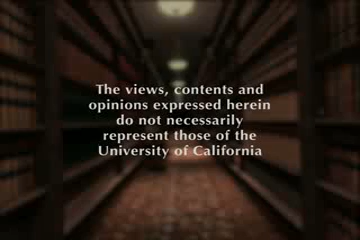 The views, contents and
opinions expressed herein
do not necessarily
represent those of the
University of California